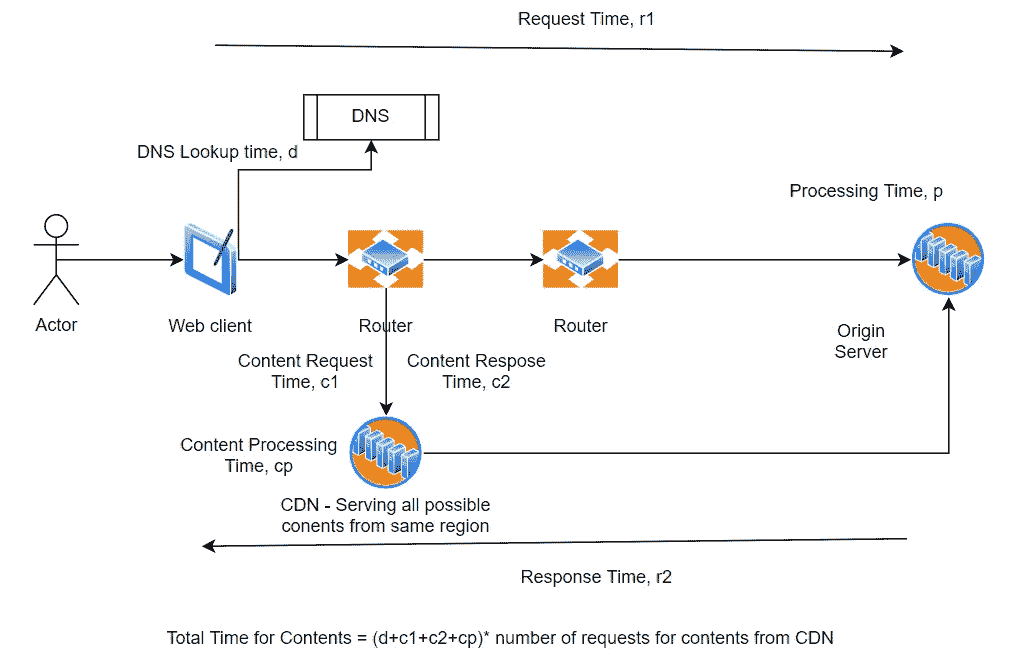 Request Time, r1
DNS
DNS Lookup time, d
Processing Time, p
Actor
Web client
Router
Router
Origin
Server
Content Request
Time, c1
Content Respose
Time, c2
Content Processing
Time, cp
CDN - Serving all possible
conents from same region
Response Time, r2
Total Time for Contents = (d+c1+c2+cp)* number of requests for contents from CDN